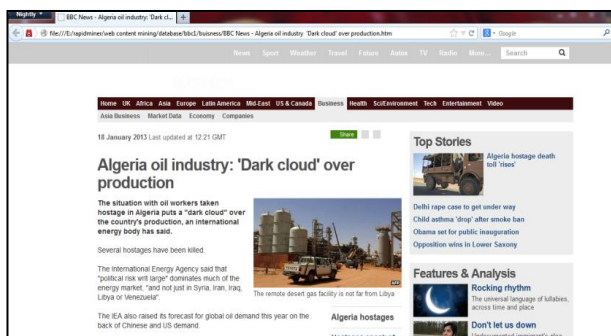 Nightly
BBC News - Algeria oil industry: 'Dark cl...
file:///E:/rapidminer/web content mining/database/bbc1/buisness/BBC News - Algeria oil industry 'Dark cloud' over production.htm
Google
News Sport Weather Travel Future Autos TV Radio More... Search
Home UK Africa Asia Europe Latin America Mid-East US & Canada Business Health Sci/Environment Tech Entertainment Video
Asia Business Market Data Economy Companies
18 January 2013 Last updated at 12:21 GMT
Share
Algeria oil industry: 'Dark cloud' over
production
The situation with oil workers taken
hostage in Algeria puts a "dark cloud" over
the country's production, an international
energy body has said.
Several hostages have been killed.
The International Energy Agency said that
"political risk writ large" dominates much of the
energy market, "and not just in Syria, Iran, Iraq,
Libya or Venezuela".
The IEA also raised its forecast for global oil demand this year on the
back of Chinese and US demand.
The remote desert gas facility is not far from Libya
Algeria hostages
Top Stories
Algeria hostage death
toll 'rises'
Delhi rape case to get under way
Child asthma 'drop' after smoke ban
Obama set for public inauguration
Opposition wins in Lower Saxony
Features & Analysis
Rocking rhythm
The universal language of lullabies,
across time and place
Don't let us down